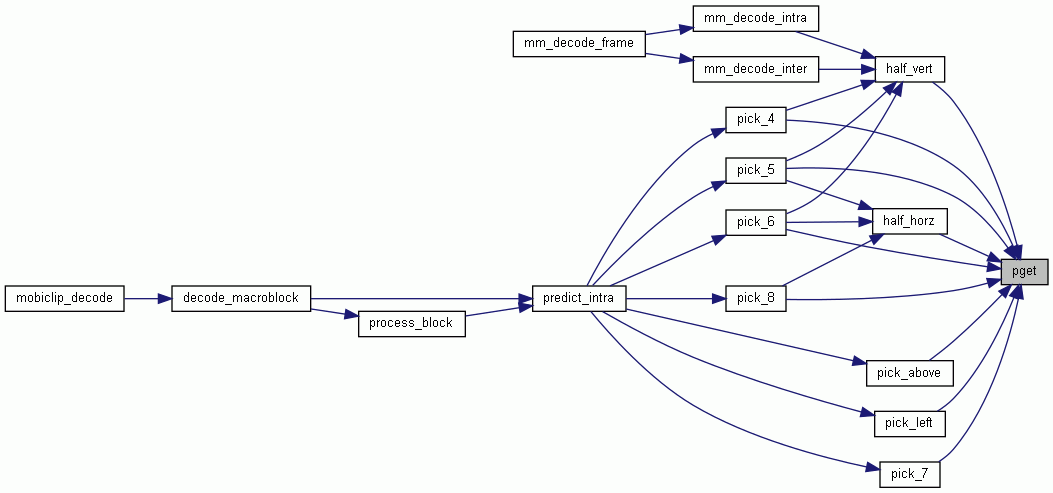 mm_decode_intra
mm_decode_frame
mm_decode_inter
half_vert
pick_4
pick_5
pick_6
half_horz
pget
mobiclip_decode
decode_macroblock
predict_intra
pick_8
process_block
pick_above
pick_left
pick_7